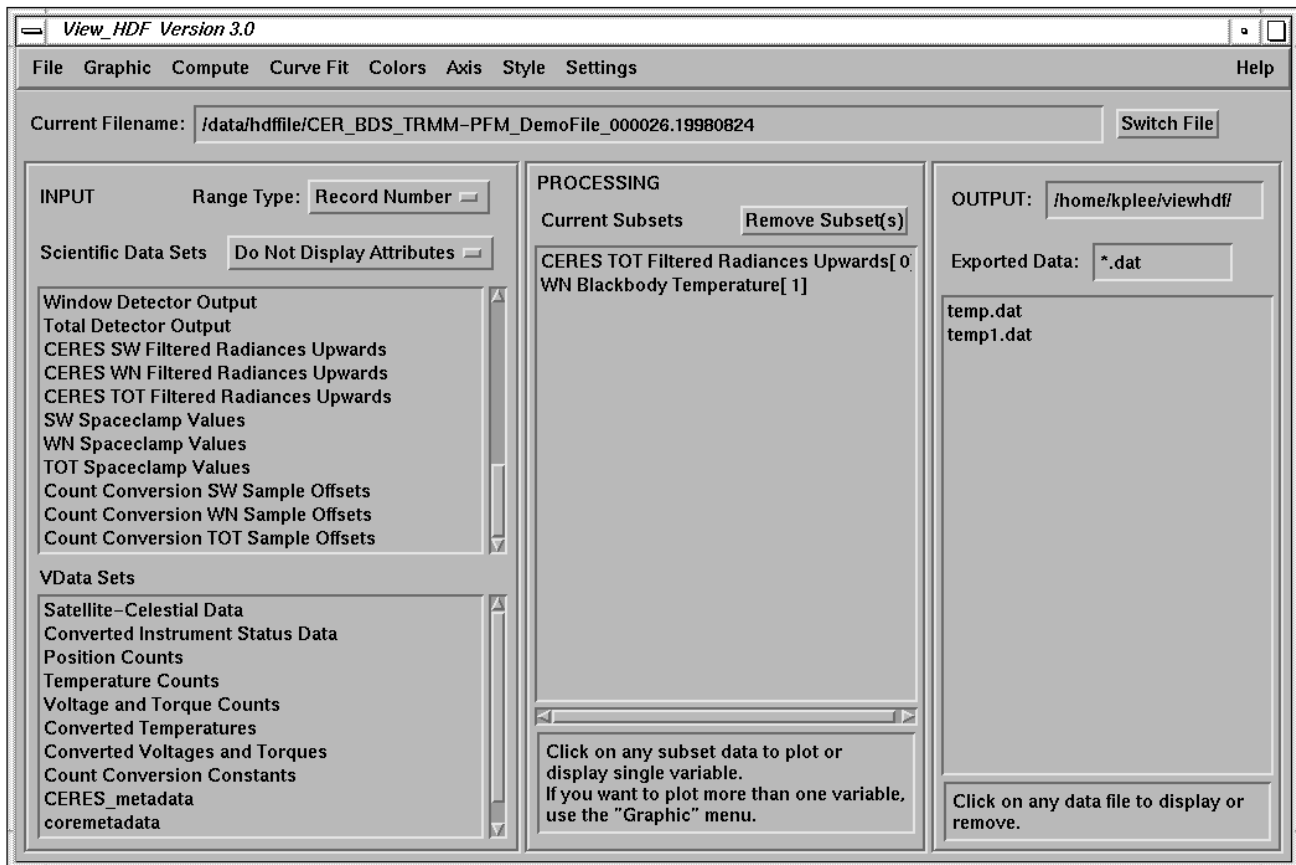 View_HDF Version 3.0
File Graphic Compute Curve Fit Colors Axis Style Settings Help
Current Filename: /data/hdffile/CER_BDS_TRMM-PFM_DemoFile_000026.19980824 Switch File
INPUT Range Type: Record Number
Scientific Data Sets Do Not Display Attributes
Window Detector Output
Total Detector Output
CERES SW Filtered Radiances Upwards
CERES WN Filtered Radiances Upwards
CERES TOT Filtered Radiances Upwards
SW Spaceclamp Values
WN Spaceclamp Values
TOT Spaceclamp Values
Count Conversion SW Sample Offsets
Count Conversion WN Sample Offsets
Count Conversion TOT Sample Offsets
VData Sets
Satellite-Celestial Data
Converted Instrument Status Data
Position Counts
Temperature Counts
Voltage and Torque Counts
Converted Temperatures
Converted Voltages and Torques
Count Conversion Constants
CERES_metadata
coremetadata
PROCESSING
Current Subsets Remove Subset(s)
CERES TOT Filtered Radiances Upwards[ 0]
WN Blackbody Temperature[ 1]
Click on any subset data to plot or
display single variable.
If you want to plot more than one variable,
use the "Graphic" menu.
OUTPUT: /home/kplee/viewhdf/
Exported Data: *.dat
temp.dat
temp1.dat
Click on any data file to display or
remove.